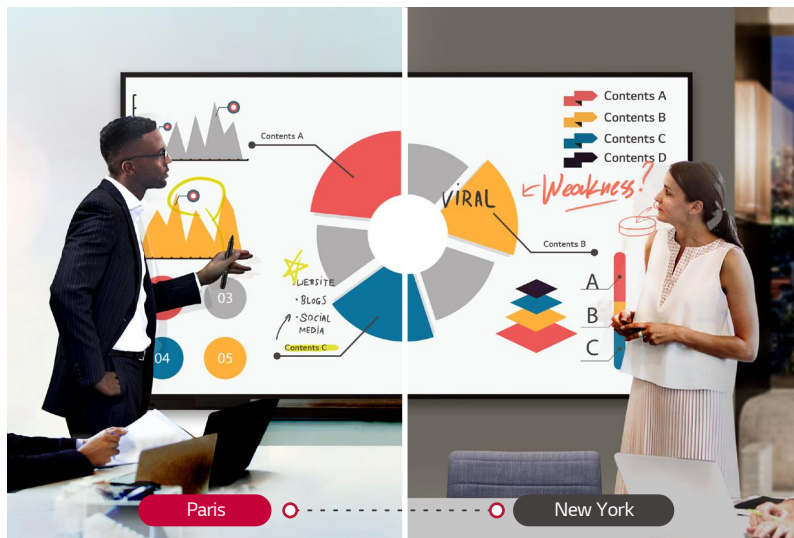 Contents A
03
04
05
WEBSITE
BLOGS
SOCIAL
MEDIA
Contents C
Contents A
Contents B
Contents C
Contents D
VIRAL
Weakness?
Contents B
A
B
C
Paris
New York